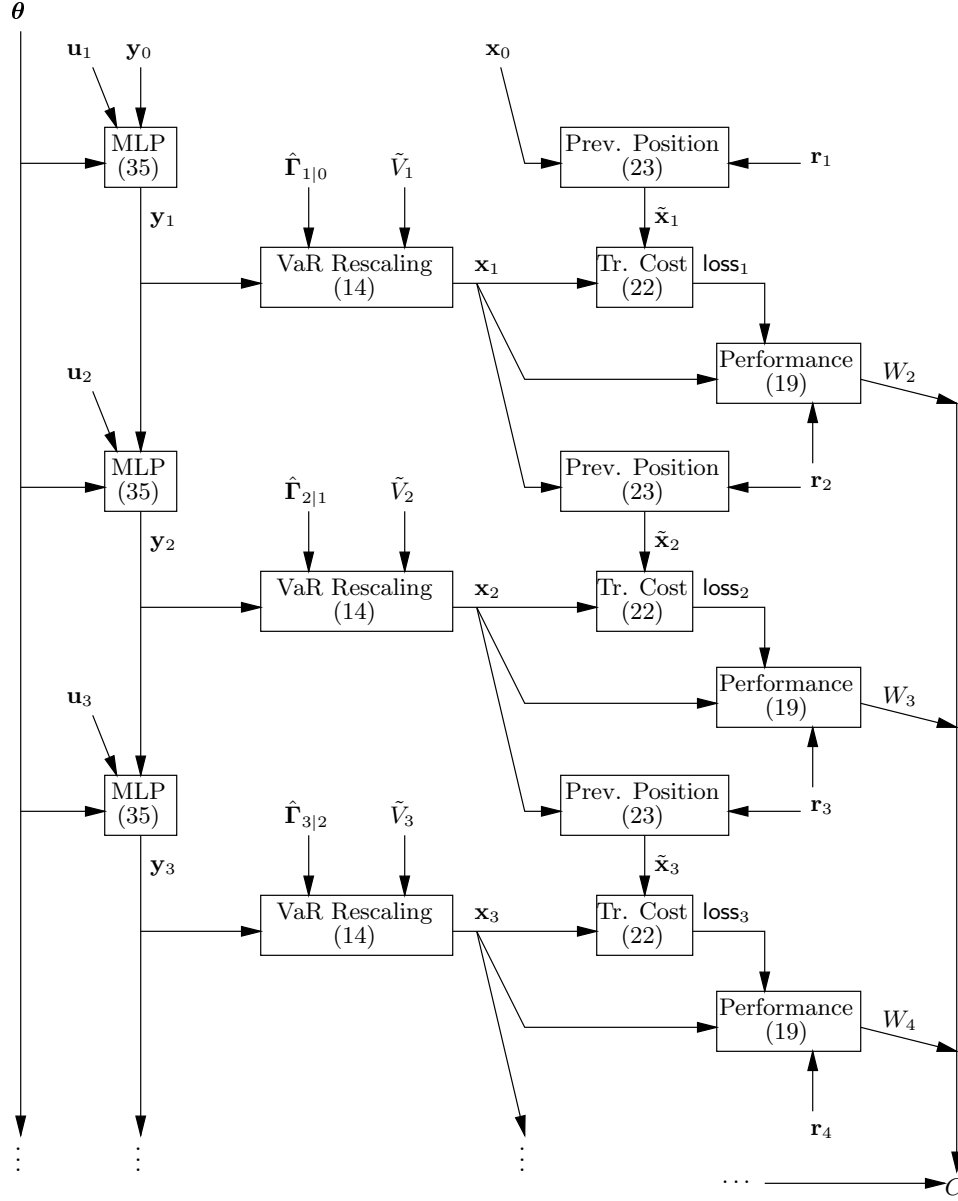 θ
u₁ y₀ x₀
MLP
(35)
Prev. Position
(23)
r₁
Γ̂₁|₀ Ṽ₁
y₁ x̃₁
VaR Rescaling
(14)
x₁
Tr. Cost
(22)
loss₁
Performance
(19)
W₂
u₂
MLP
(35)
Prev. Position
(23)
r₂
Γ̂₂|₁ Ṽ₂
y₂ x̃₂
VaR Rescaling
(14)
x₂
Tr. Cost
(22)
loss₂
Performance
(19)
W₃
u₃
MLP
(35)
Prev. Position
(23)
r₃
Γ̂₃|₂ Ṽ₃
y₃ x̃₃
VaR Rescaling
(14)
x₃
Tr. Cost
(22)
loss₃
Performance
(19)
W₄
r₄
⋮ ⋮ ⋮
⋯ C